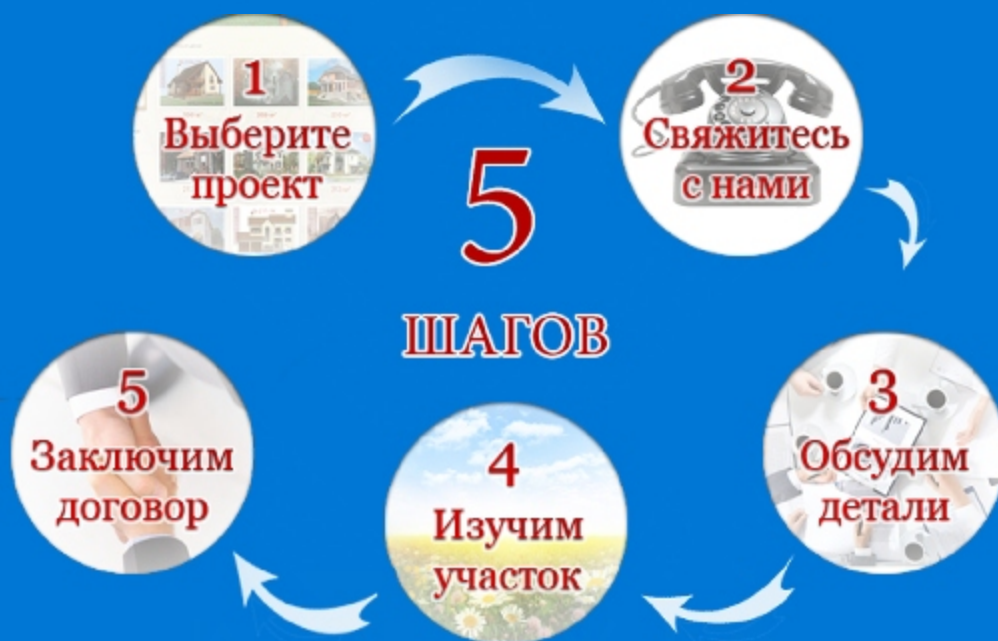 1
Выберите
проект
2
Свяжитесь
с нами
5
ШАГОВ
3
Обсудим
детали
4
Изучим
участок
5
Заключим
договор